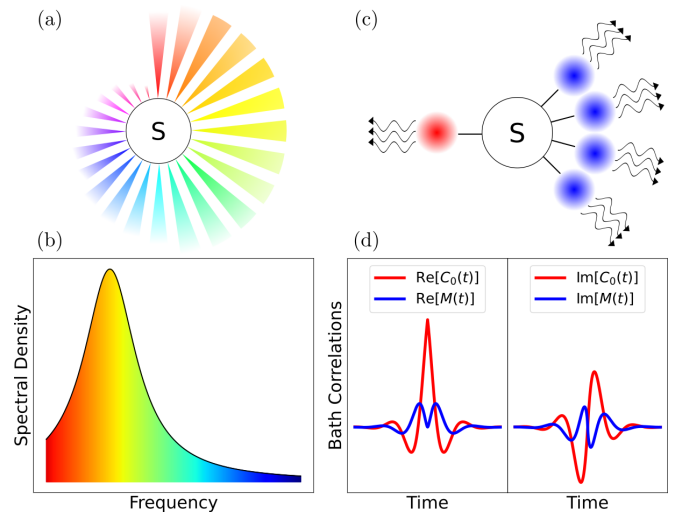 (a)
S
(b)
Spectral Density
Frequency
(c)
S
(d)
Re[C₀(t)]
Re[M(t)]
Im[C₀(t)]
Im[M(t)]
Bath Correlations
Time
Time